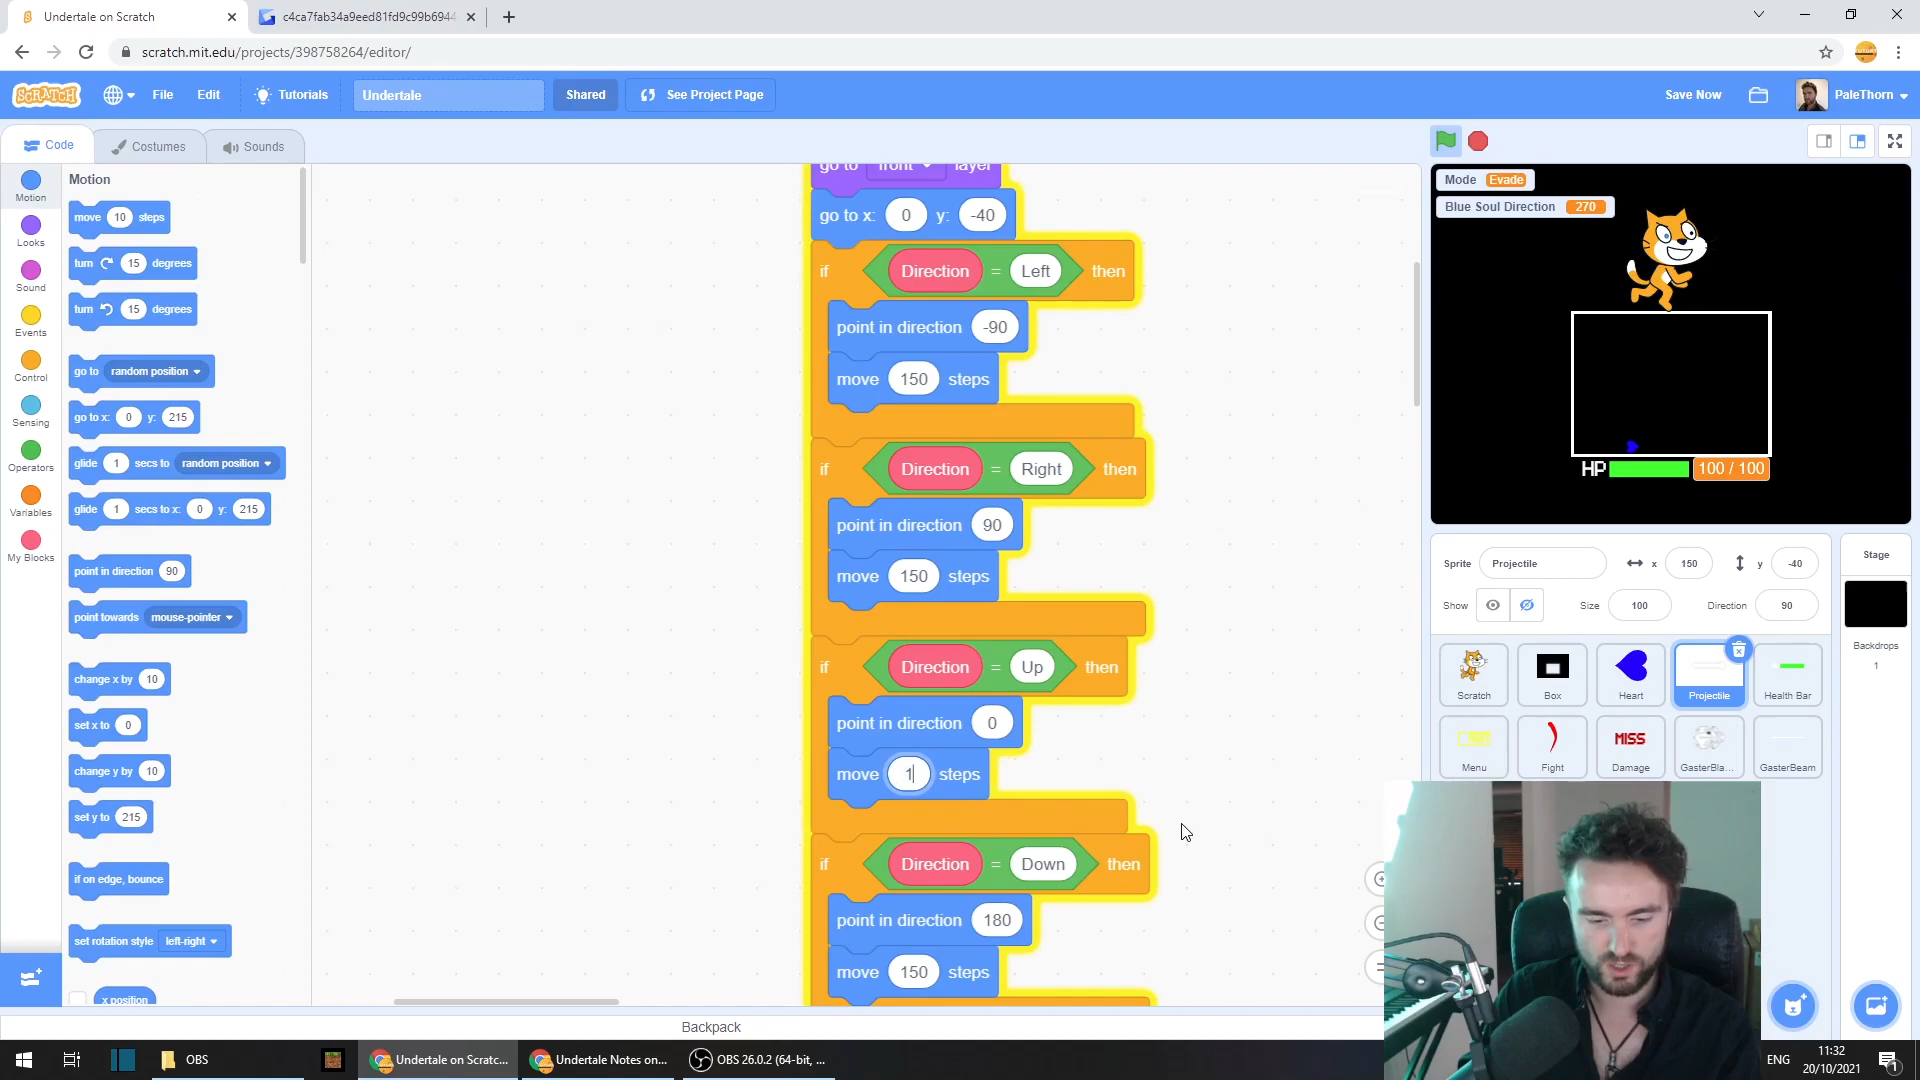 Undertale on Scratch
c4ca7fab34a9eed81fd9c99b6944
scratch.mit.edu/projects/398758264/editor/
SCRATCH
File
Edit
Tutorials
Undertale
Shared
See Project Page
Save Now
PaleThorn
Code
Costumes
Sounds
Motion
Looks
Sound
Events
Control
Sensing
Operators
Variables
My Blocks
Motion
move 10 steps
turn 15 degrees
turn 15 degrees
go to random position
go to x: 0 y: 215
glide 1 secs to random position
glide 1 secs to x: 0 y: 215
point in direction 90
point towards mouse-pointer
change x by 10
set x to 0
change y by 10
set y to 215
if on edge, bounce
set rotation style left-right
x position
go to front layer
go to x: 0 y: -40
if Direction = Left then
point in direction -90
move 150 steps
if Direction = Right then
point in direction 90
move 150 steps
if Direction = Up then
point in direction 0
move 1 steps
if Direction = Down then
point in direction 180
move 150 steps
Mode Evade
Blue Soul Direction 270
HP 100 / 100
Sprite Projectile x 150 y -40
Show Size 100 Direction 90
Stage
Backdrops
1
Scratch
Box
Heart
Projectile
Health Bar
Menu
Fight
MISS
Damage
GasterBla...
GasterBeam
Backpack
OBS
Undertale on Scratc...
Undertale Notes on...
OBS 26.0.2 (64-bit, ...
ENG
11:32
20/10/2021
1